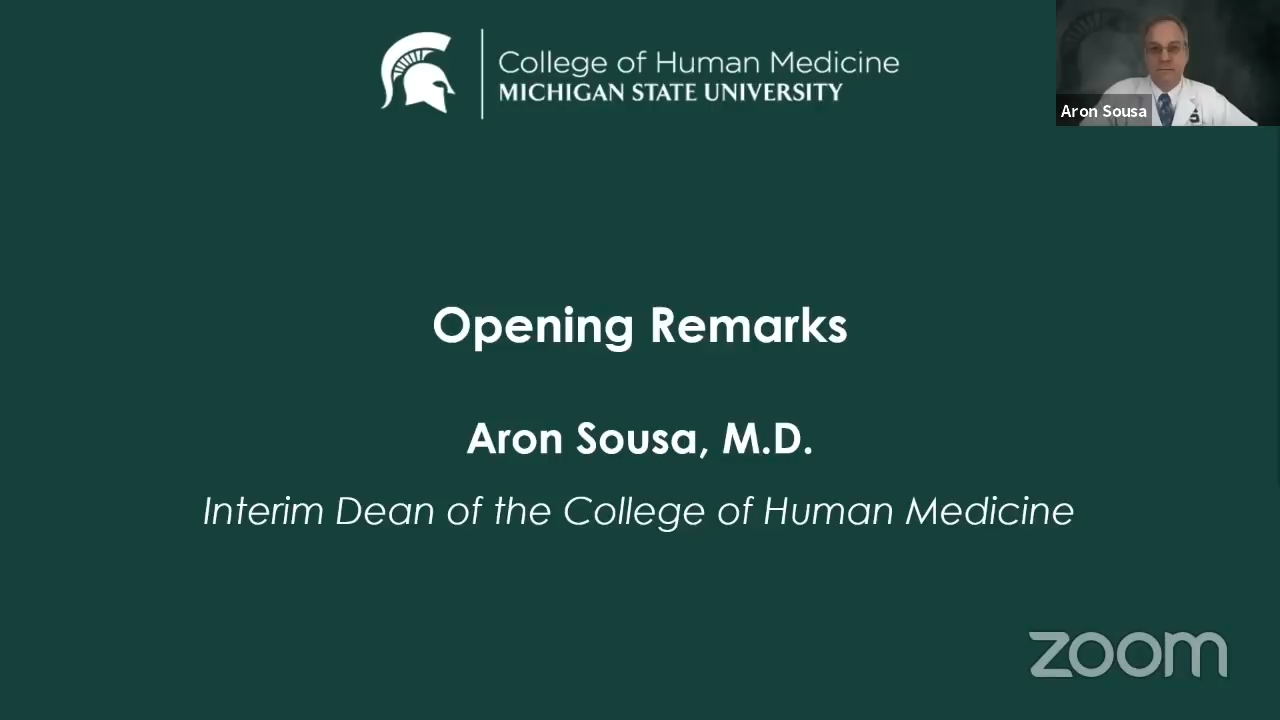 College of Human Medicine
MICHIGAN STATE UNIVERSITY
Aron Sousa
Opening Remarks
Aron Sousa, M.D.
Interim Dean of the College of Human Medicine
zoom